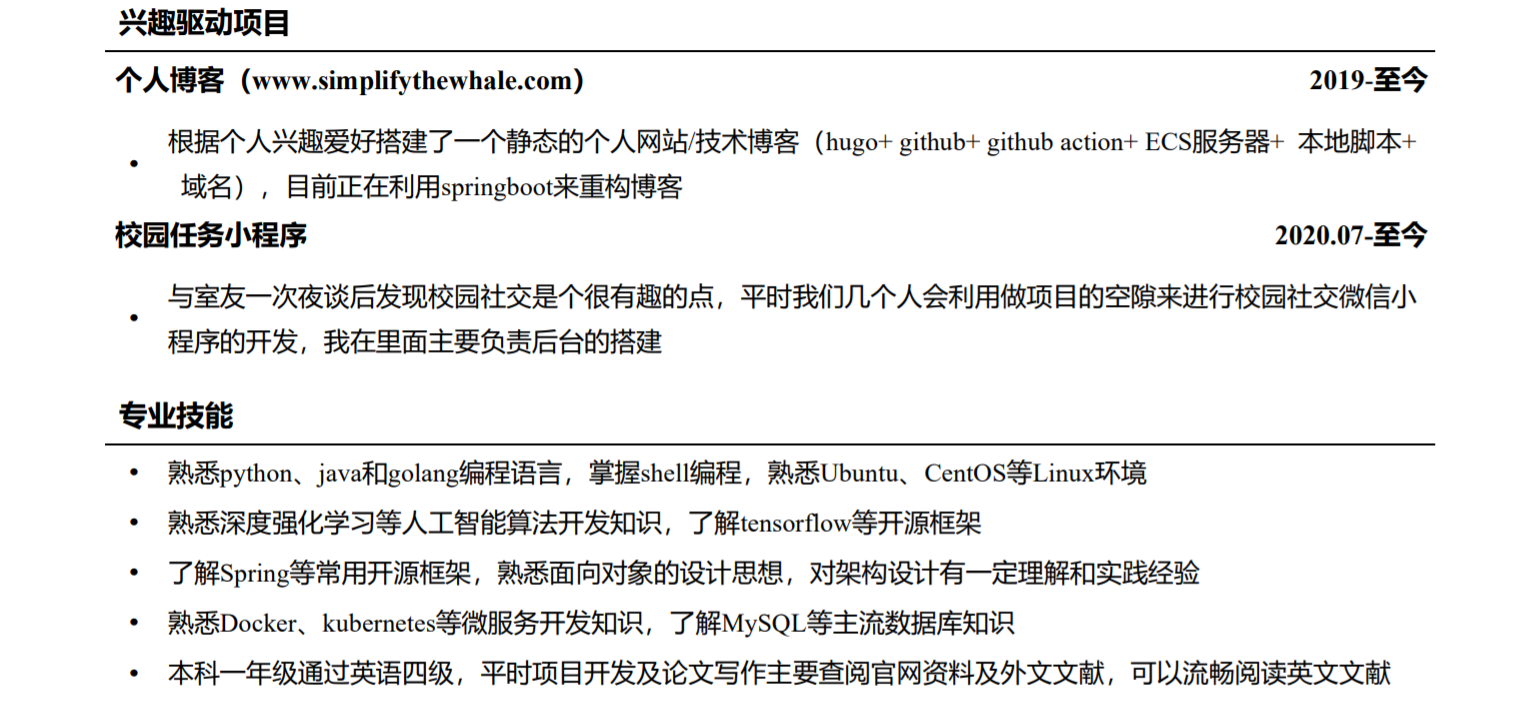 兴趣驱动项目
个人博客（www.simplifythewhale.com） 2019-至今
• 根据个人兴趣爱好搭建了一个静态的个人网站/技术博客（hugo+ github+ github action+ ECS服务器+ 本地脚本+
域名），目前正在利用springboot来重构博客
校园任务小程序 2020.07-至今
• 与室友一次夜谈后发现校园社交是个很有趣的点，平时我们几个人会利用做项目的空隙来进行校园社交微信小
程序的开发，我在里面主要负责后台的搭建
专业技能
• 熟悉python、java和golang编程语言，掌握shell编程，熟悉Ubuntu、CentOS等Linux环境
• 熟悉深度强化学习等人工智能算法开发知识，了解tensorflow等开源框架
• 了解Spring等常用开源框架，熟悉面向对象的设计思想，对架构设计有一定理解和实践经验
• 熟悉Docker、kubernetes等微服务开发知识，了解MySQL等主流数据库知识
• 本科一年级通过英语四级，平时项目开发及论文写作主要查阅官网资料及外文文献，可以流畅阅读英文文献